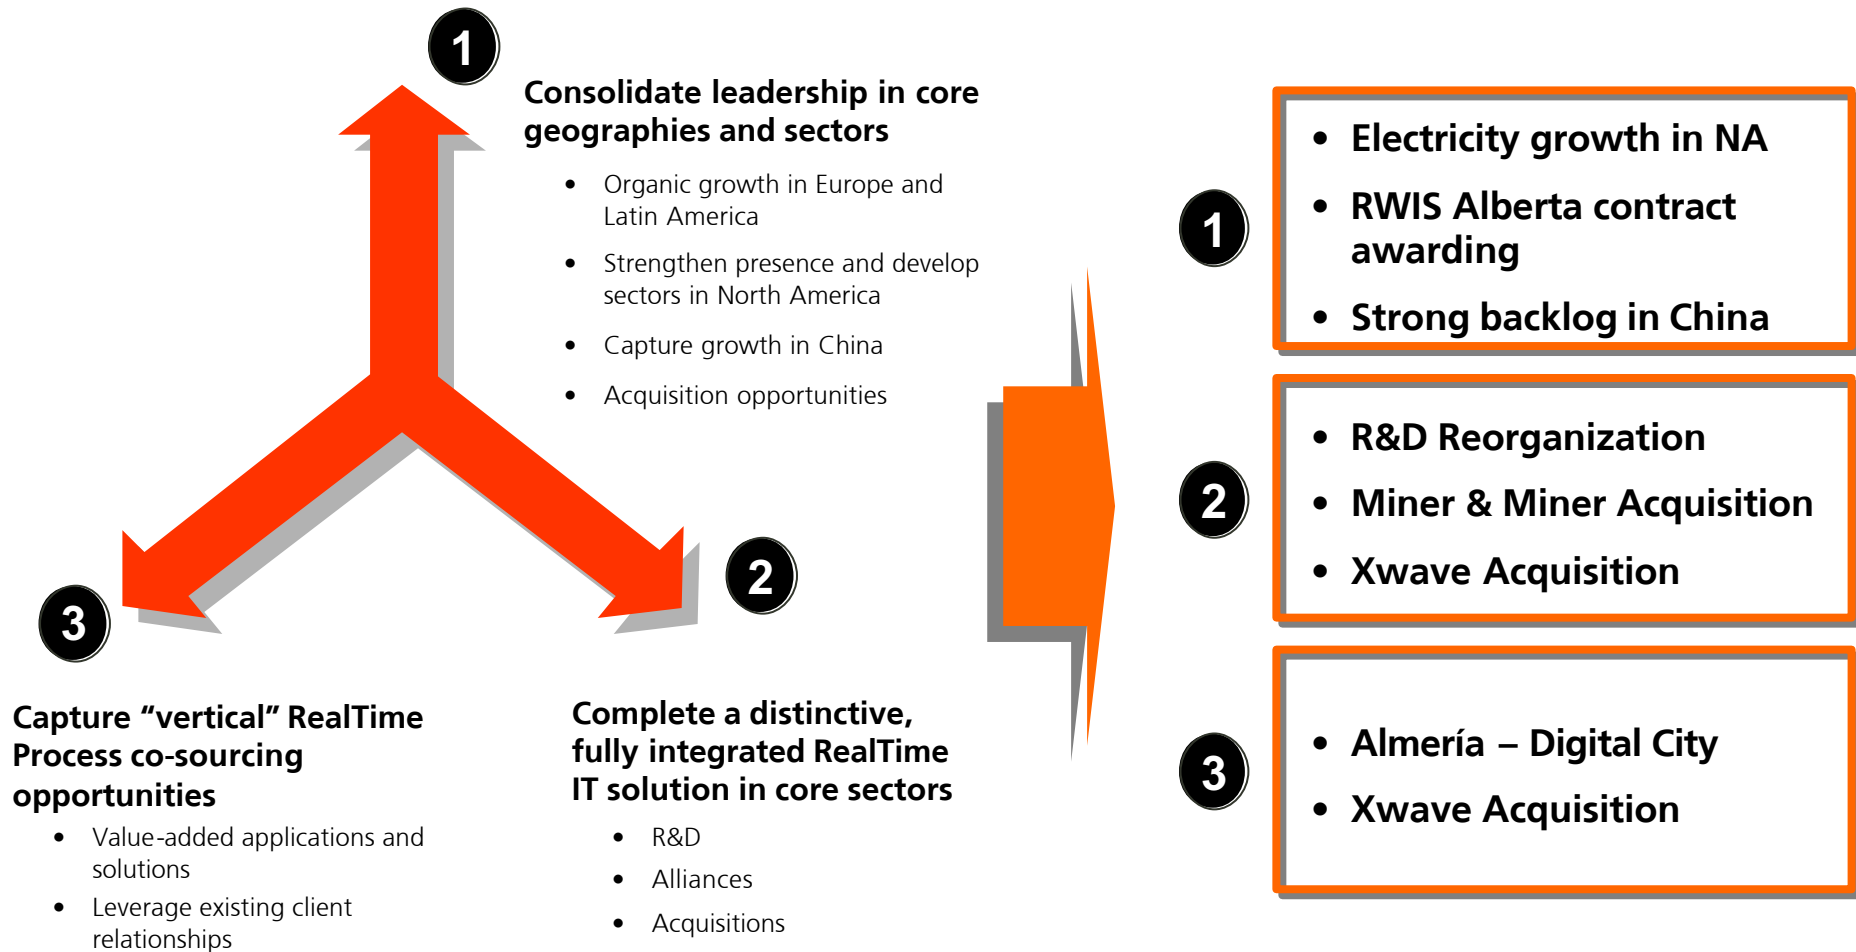 1
Consolidate leadership in core
geographies and sectors
• Organic growth in Europe and
Latin America
• Strengthen presence and develop
sectors in North America
• Capture growth in China
• Acquisition opportunities
2
Complete a distinctive,
fully integrated RealTime
IT solution in core sectors
• R&D
• Alliances
• Acquisitions
3
Capture “vertical” RealTime
Process co-sourcing
opportunities
• Value-added applications and
solutions
• Leverage existing client
relationships
1
• Electricity growth in NA
• RWIS Alberta contract
awarding
• Strong backlog in China
2
• R&D Reorganization
• Miner & Miner Acquisition
• Xwave Acquisition
3
• Almería – Digital City
• Xwave Acquisition